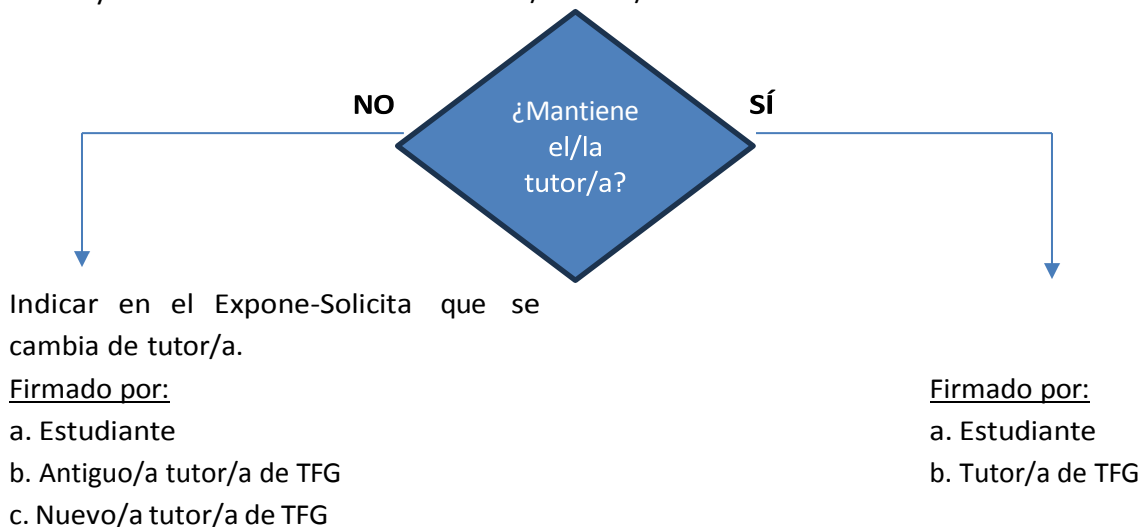 NO
¿Mantiene
el/la
tutor/a?
SÍ
Indicar en el Expone-Solicita que se
cambia de tutor/a.
Firmado por:
a. Estudiante
b. Antiguo/a tutor/a de TFG
c. Nuevo/a tutor/a de TFG
Firmado por:
a. Estudiante
b. Tutor/a de TFG